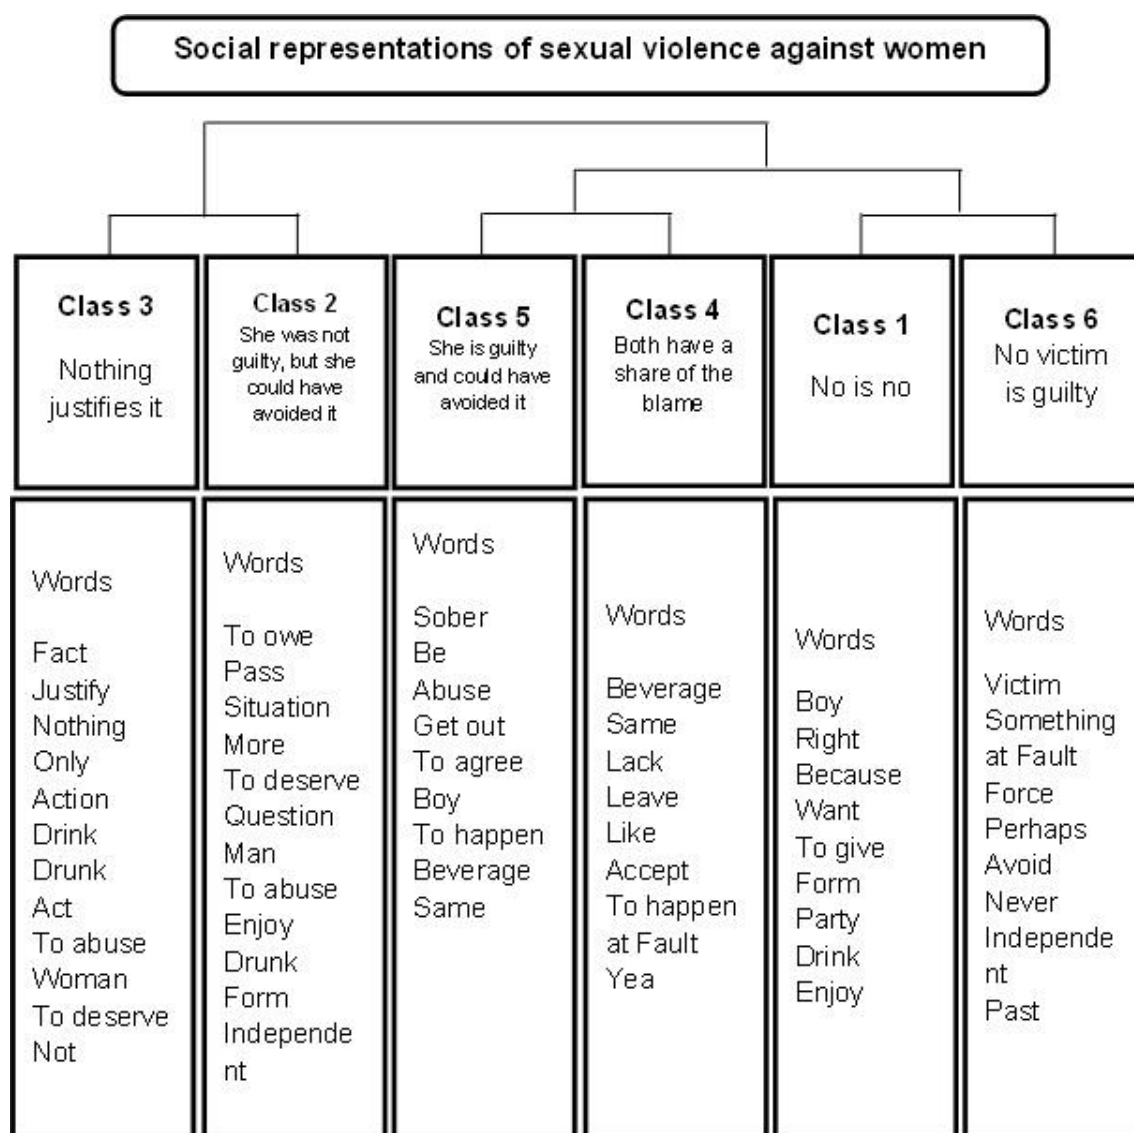 Social representations of sexual violence against women
Class 3
Nothing
justifies it
Class 2
She was not
guilty, but she
could have
avoided it
Class 5
She is guilty
and could have
avoided it
Class 4
Both have a
share of the
blame
Class 1
No is no
Class 6
No victim
is guilty
Words
Fact
Justify
Nothing
Only
Action
Drink
Drunk
Act
To abuse
Woman
To deserve
Not
Words
To owe
Pass
Situation
More
To deserve
Question
Man
To abuse
Enjoy
Drunk
Form
Independe
nt
Words
Sober
Be
Abuse
Get out
To agree
Boy
To happen
Beverage
Same
Words
Beverage
Same
Lack
Leave
Like
Accept
To happen
at Fault
Yea
Words
Boy
Right
Because
Want
To give
Form
Party
Drink
Enjoy
Words
Victim
Something
at Fault
Force
Perhaps
Avoid
Never
Independe
nt
Past